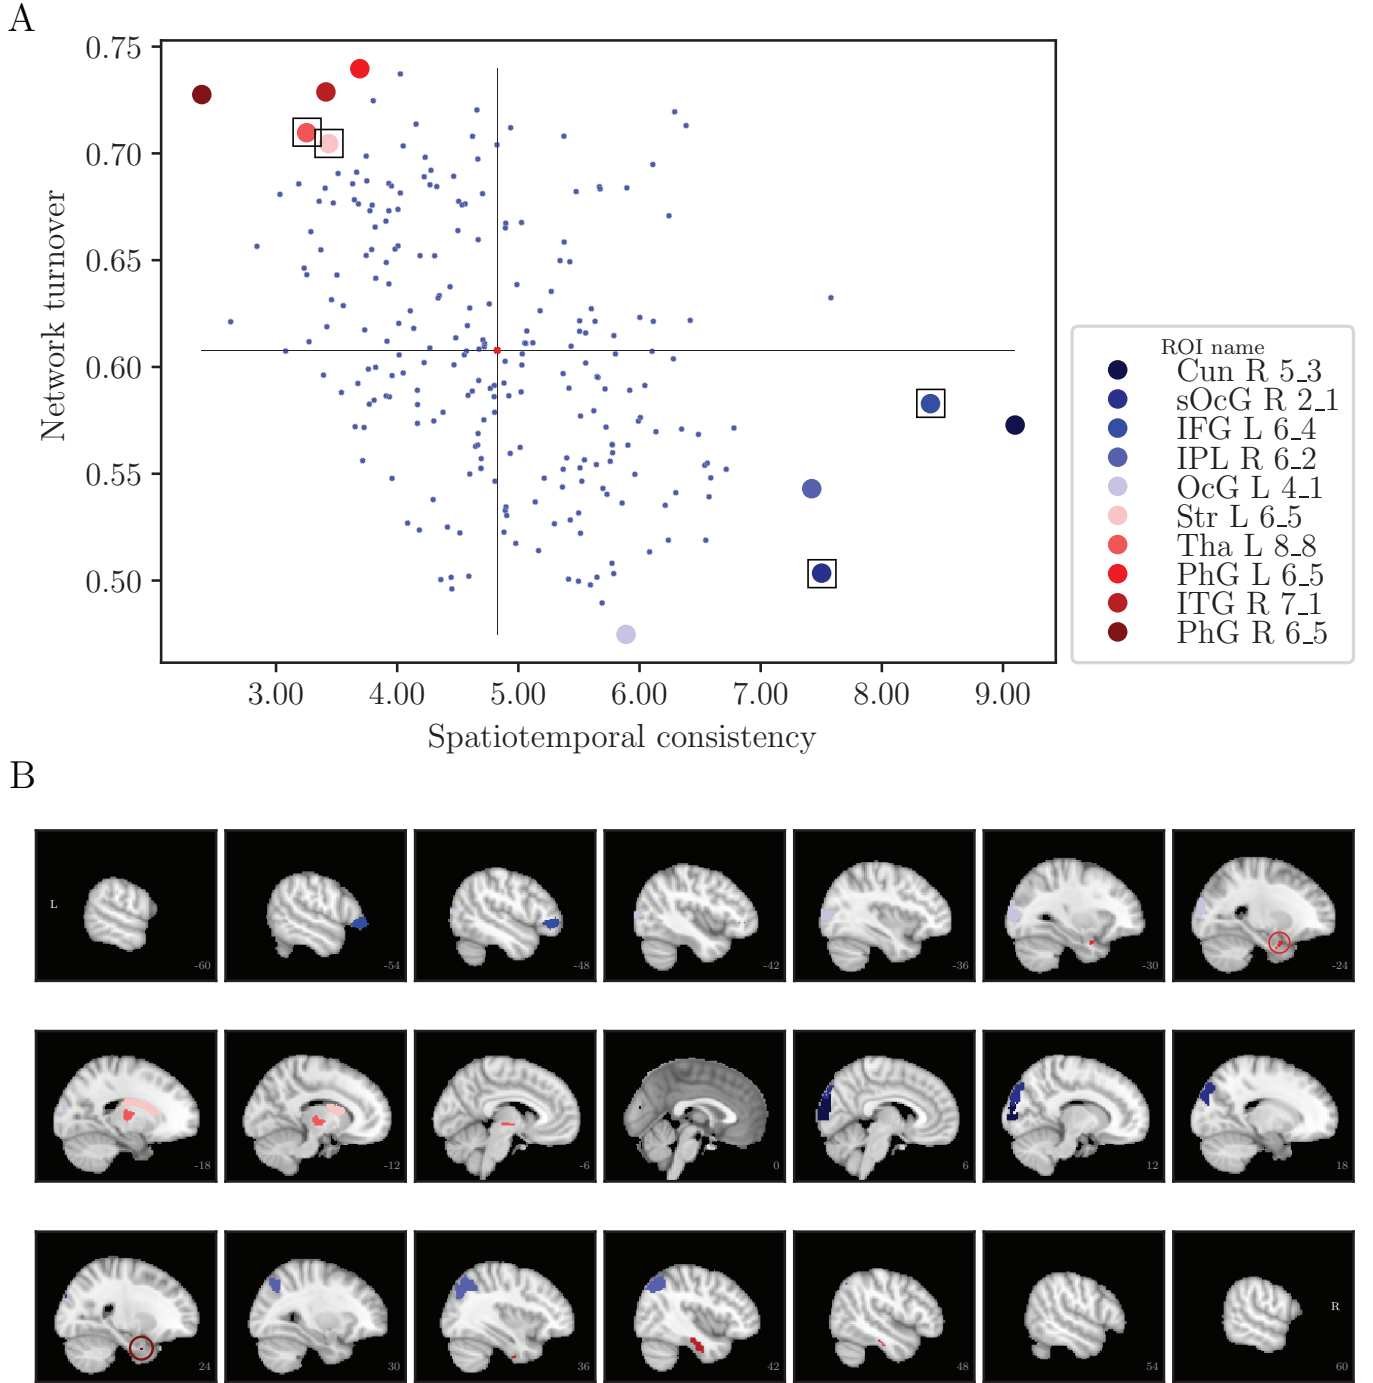 A
0.75
0.70
0.65
0.60
0.55
0.50
Network turnover
3.00 4.00 5.00 6.00 7.00 8.00 9.00
Spatiotemporal consistency
ROI name
Cun R 5_3
sOcG R 2_1
IFG L 6_4
IPL R 6_2
OcG L 4_1
Str L 6_5
Tha L 8_8
PhG L 6_5
ITG R 7_1
PhG R 6_5
B
L
-60 -54 -48 -42 -36 -30 -24
-18 -12 -6 0 6 12 18
R
24 30 36 42 48 54 60